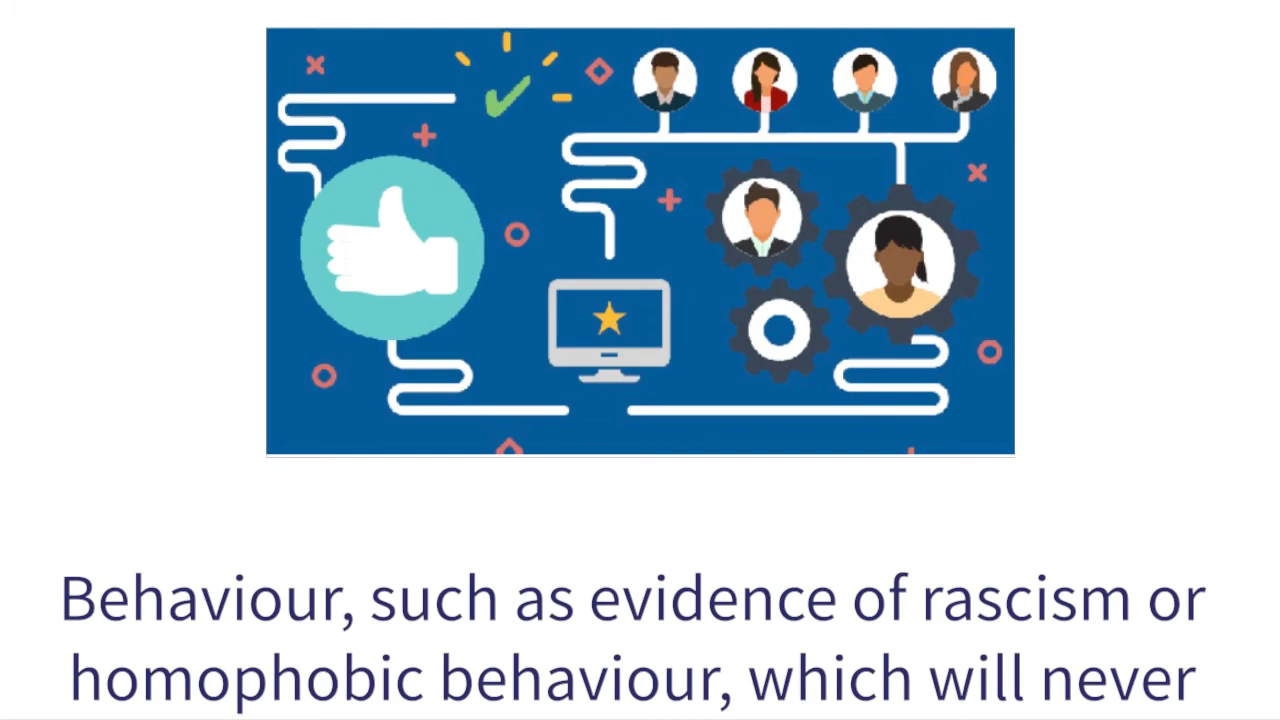 Behaviour, such as evidence of rascism or
homophobic behaviour, which will never